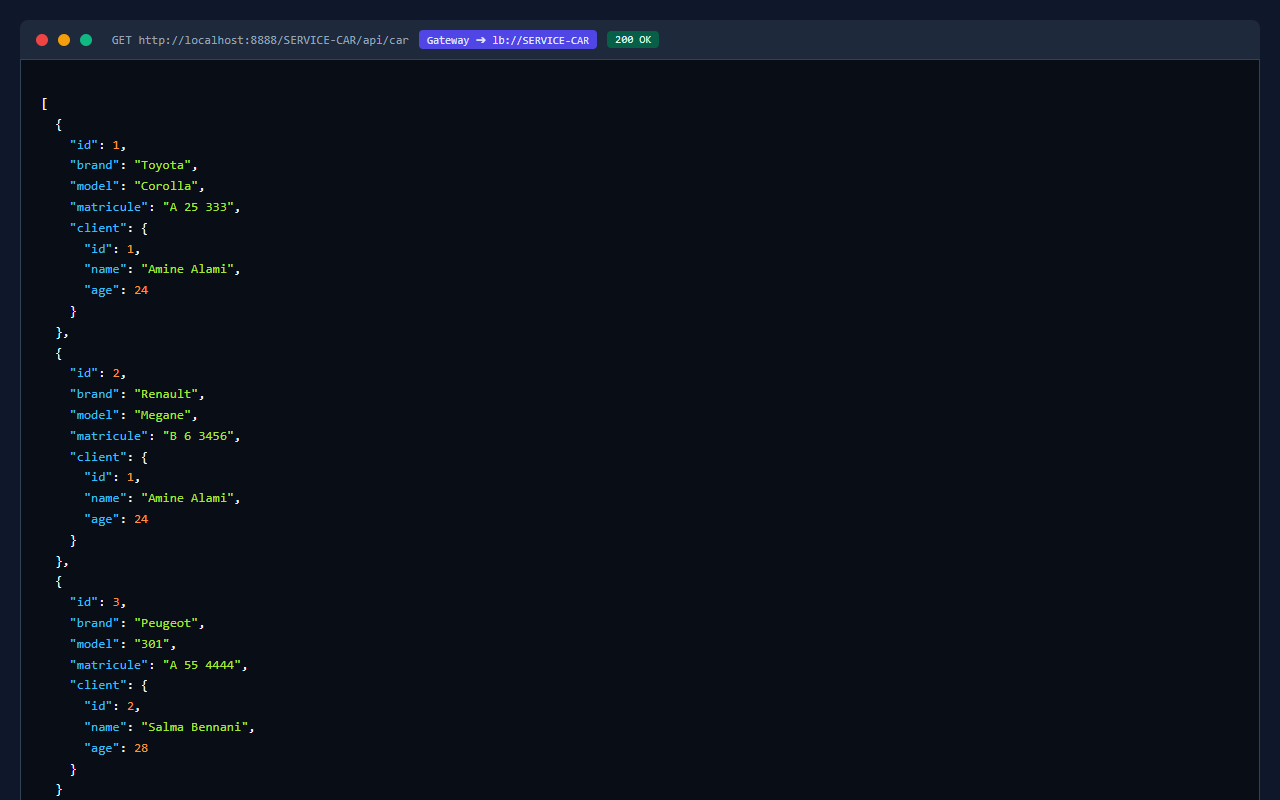 GET http://localhost:8888/SERVICE-CAR/api/car Gateway ➔ lb://SERVICE-CAR 200 OK
[
  {
    "id": 1,
    "brand": "Toyota",
    "model": "Corolla",
    "matricule": "A 25 333",
    "client": {
      "id": 1,
      "name": "Amine Alami",
      "age": 24
    }
  },
  {
    "id": 2,
    "brand": "Renault",
    "model": "Megane",
    "matricule": "B 6 3456",
    "client": {
      "id": 1,
      "name": "Amine Alami",
      "age": 24
    }
  },
  {
    "id": 3,
    "brand": "Peugeot",
    "model": "301",
    "matricule": "A 55 4444",
    "client": {
      "id": 2,
      "name": "Salma Bennani",
      "age": 28
    }
  }